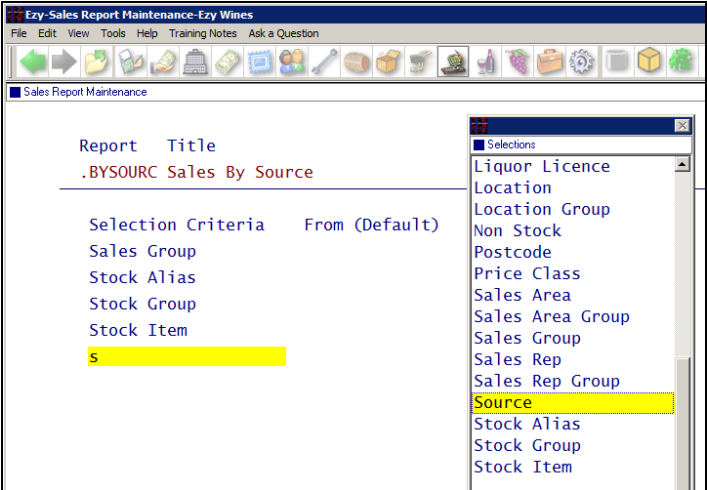 Ezy-Sales Report Maintenance-Ezy Wines
File Edit View Tools Help Training Notes Ask a Question
Sales Report Maintenance
Report Title
.BYSOURC Sales By Source
Selection Criteria From (Default)
Sales Group
Stock Alias
Stock Group
Stock Item
s
Selections
Liquor Licence
Location
Location Group
Non Stock
Postcode
Price Class
Sales Area
Sales Area Group
Sales Group
Sales Rep
Sales Rep Group
Source
Stock Alias
Stock Group
Stock Item